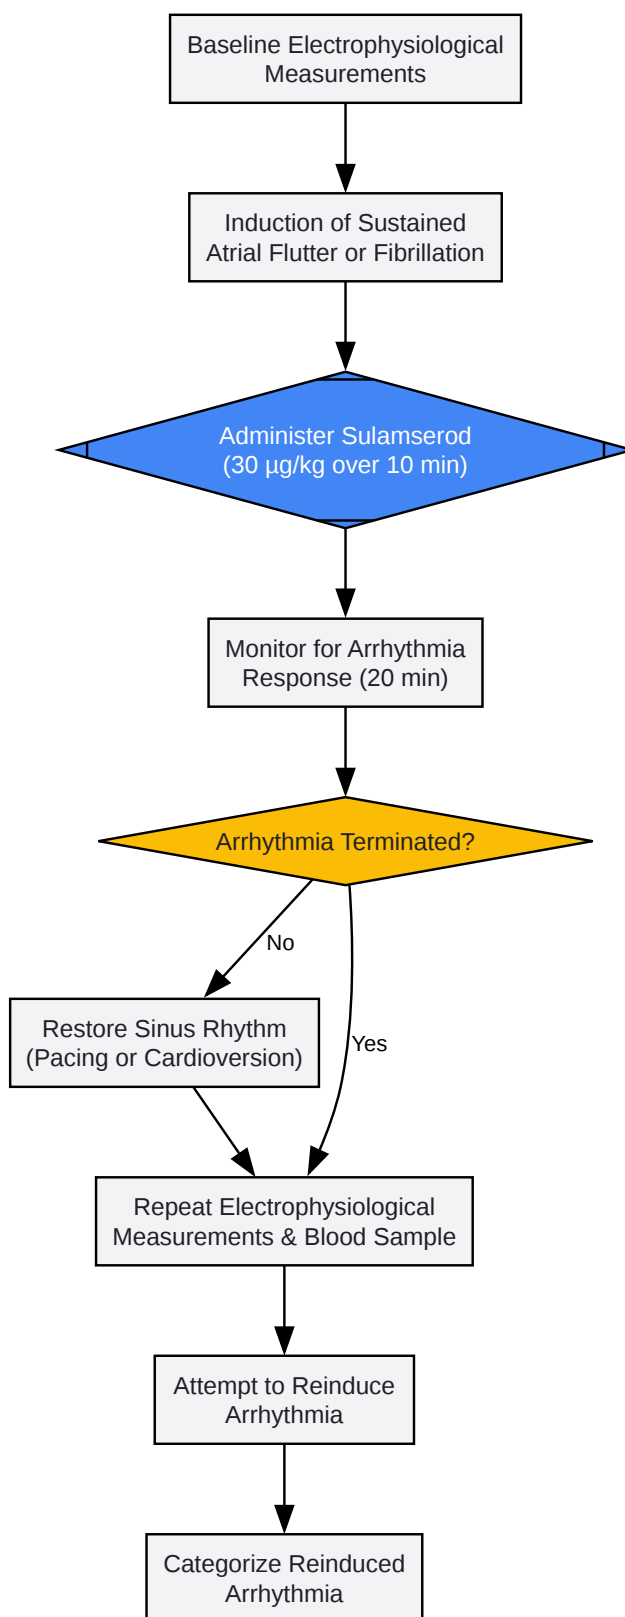 Baseline Electrophysiological
Measurements
Induction of Sustained
Atrial Flutter or Fibrillation
Administer Sulamserod
(30 µg/kg over 10 min)
Monitor for Arrhythmia
Response (20 min)
Arrhythmia Terminated?
No
Restore Sinus Rhythm
(Pacing or Cardioversion)
Yes
Repeat Electrophysiological
Measurements & Blood Sample
Attempt to Reinduce
Arrhythmia
Categorize Reinduced
Arrhythmia